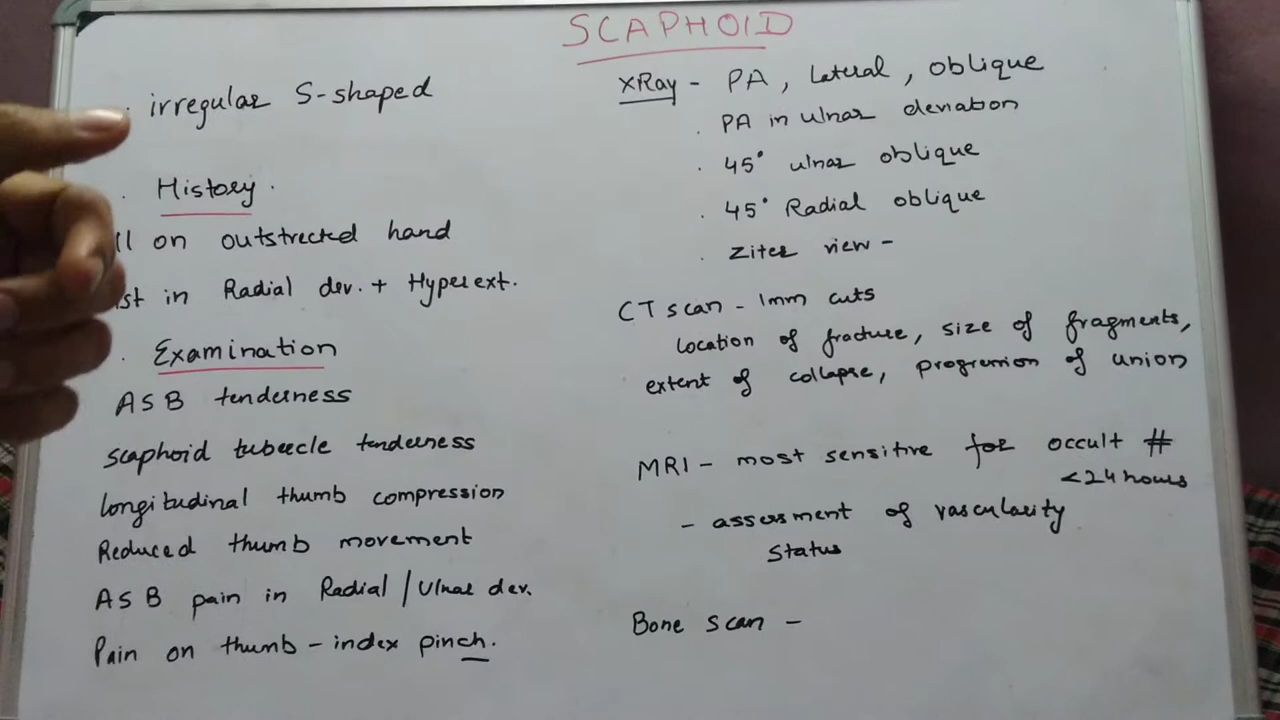 SCAPHOID
. irregular S-shaped
. History.
ll on outstrected hand
st in Radial dev. + Hyperext.
. Examination
ASB tenderness
scaphoid tubercle tenderness
longitudinal thumb compression
Reduced thumb movement
ASB pain in Radial / Ulnar dev.
Pain on thumb - index pinch.
XRay - PA, Lateral, oblique
. PA in ulnar deviation
. 45° ulnar oblique
. 45° Radial oblique
. Ziter view -
CT scan - 1mm cuts
location of fracture, size of fragments,
extent of collapse, progression of union
MRI - most sensitive for occult #
<24 hours
- assessment of vascularity
status
Bone scan -